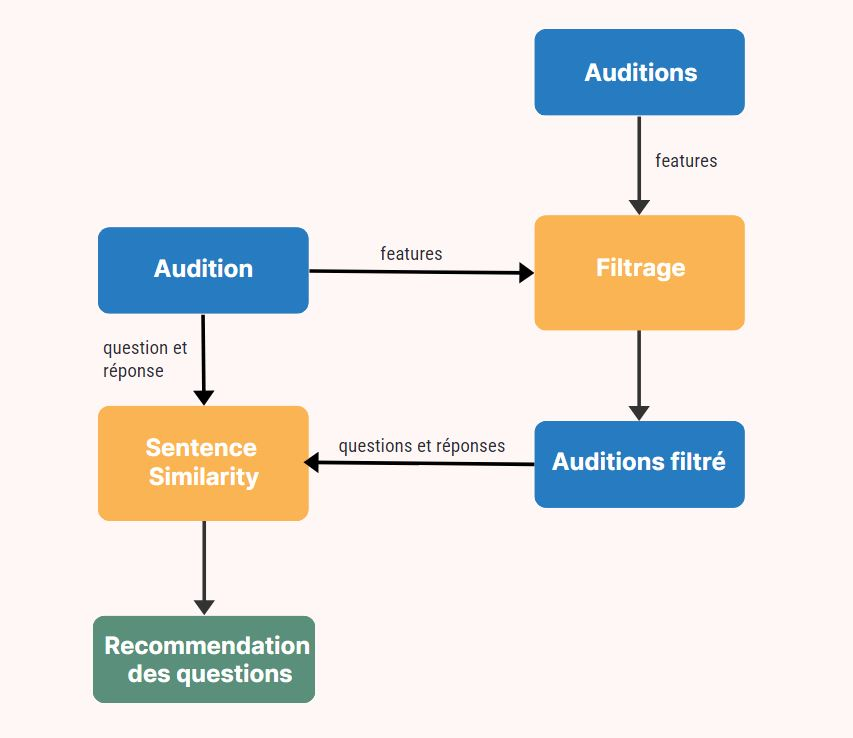 Auditions
features
Audition
features
Filtrage
question et
réponse
Sentence
Similarity
questions et réponses
Auditions filtré
Recommendation
des questions